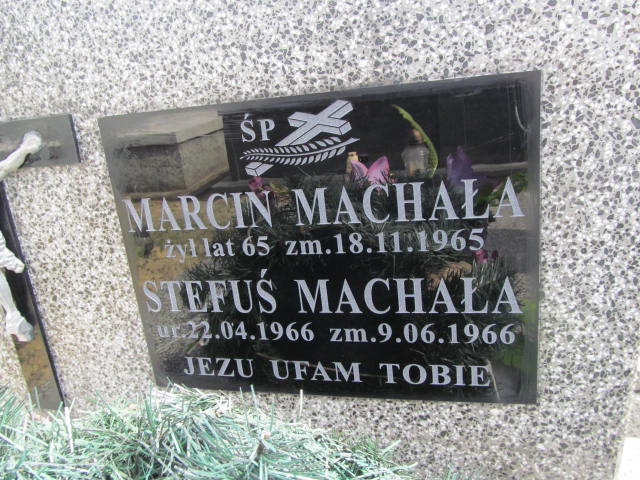 ŚP
MARCIN MACHAŁA
żył lat 65 zm.18.11.1965
STEFUŚ MACHAŁA
ur.22.04.1966 zm.9.06.1966
JEZU UFAM TOBIE